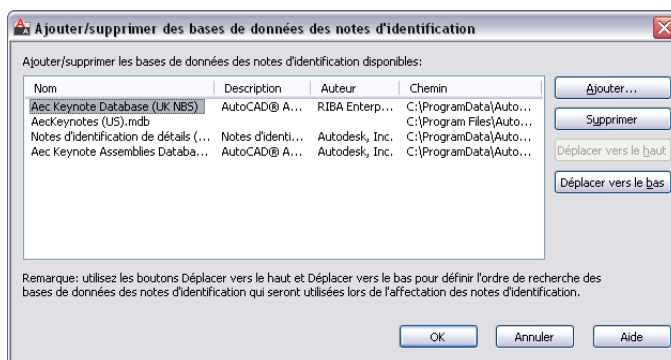 Ajouter/supprimer des bases de données des notes d'identification
Ajouter/supprimer les bases de données des notes d'identification disponibles:
Nom Description Auteur Chemin
Aec Keynote Database (UK NBS) AutoCAD® A... RIBA Enterp... C:\ProgramData\Auto...
AecKeynotes (US).mdb C:\Program Files\Auto...
Notes d'identification de détails (... Notes d'identi... Autodesk, Inc. C:\ProgramData\Auto...
Aec Keynote Assemblies Databa... AutoCAD® A... Autodesk, Inc. C:\ProgramData\Auto...
Ajouter...
Supprimer
Déplacer vers le haut
Déplacer vers le bas
Remarque: utilisez les boutons Déplacer vers le haut et Déplacer vers le bas pour définir l'ordre de recherche des
bases de données des notes d'identification qui seront utilisées lors de l'affectation des notes d'identification.
OK Annuler Aide